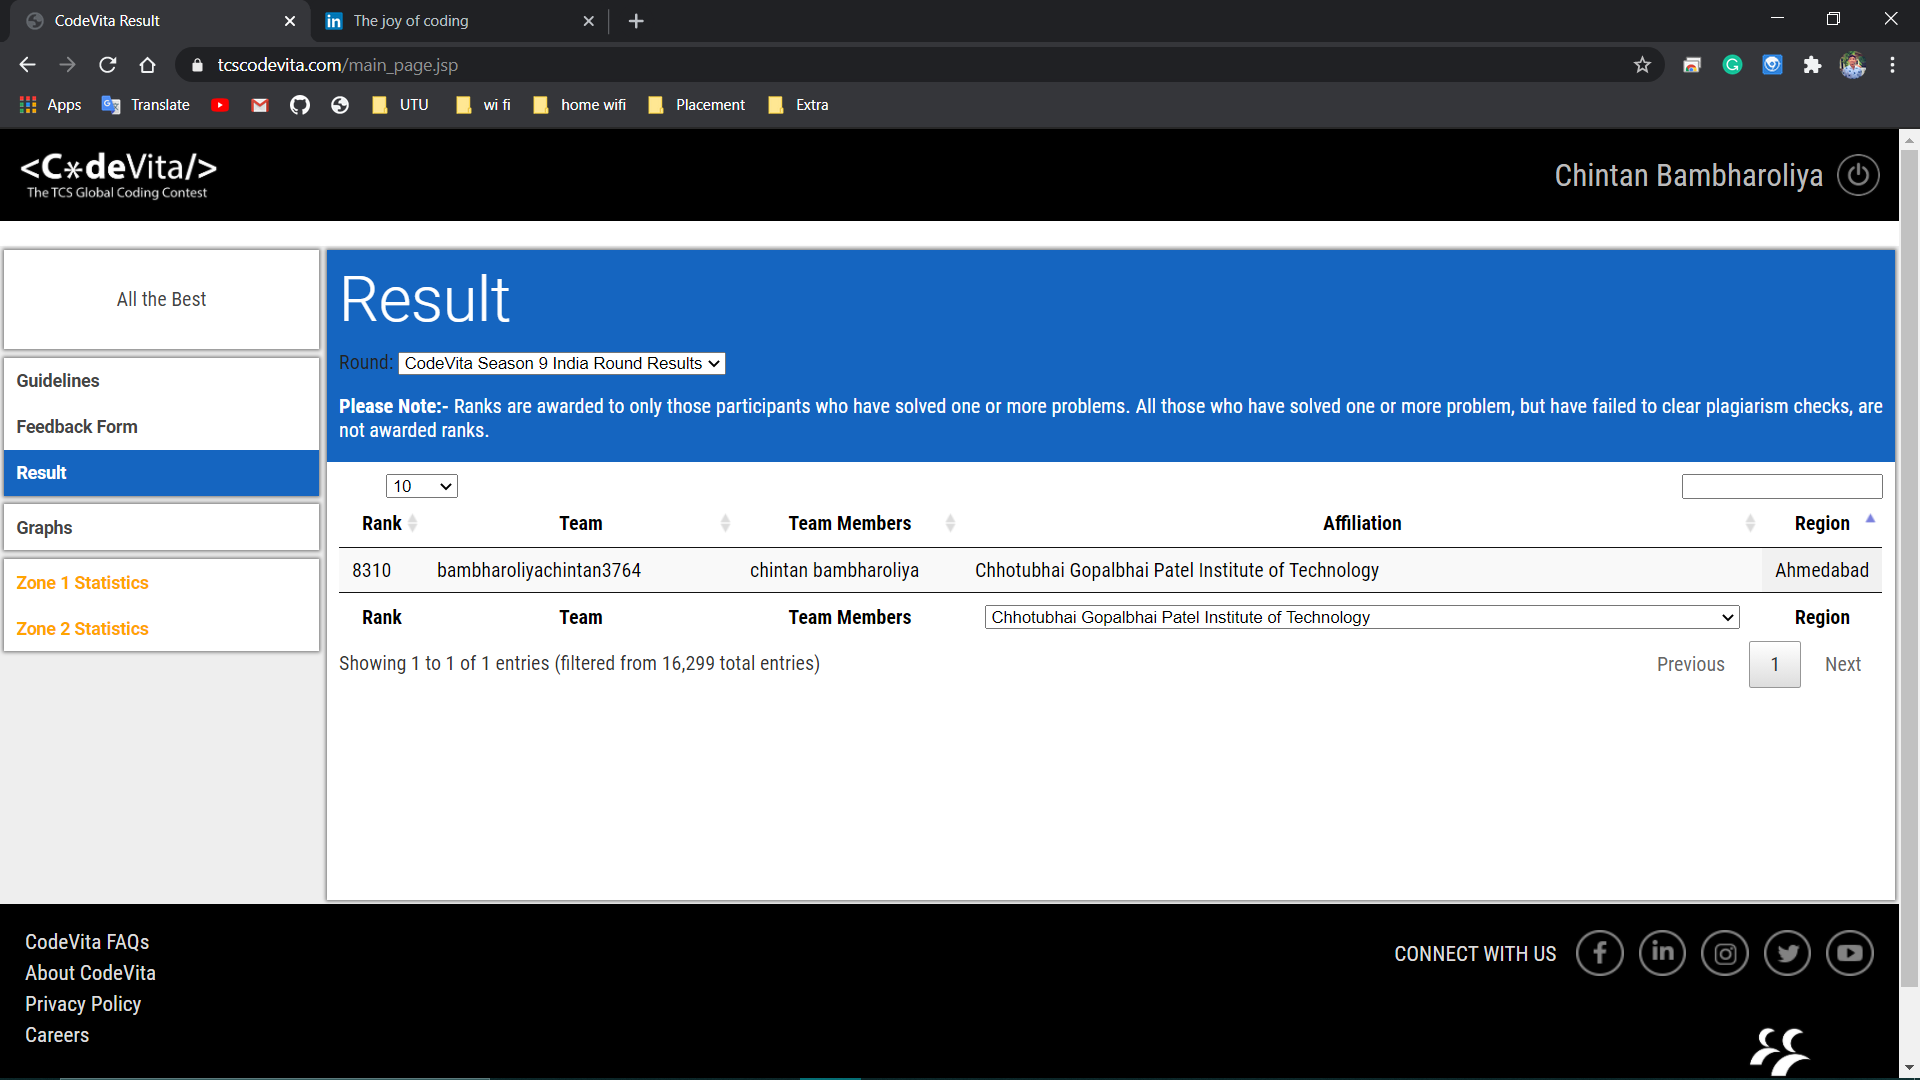 CodeVita Result
The joy of coding
tcscodevita.com/main_page.jsp
Apps Translate UTU wi fi home wifi Placement Extra
<C*deVita/>
The TCS Global Coding Contest
Chintan Bambharoliya
All the Best
Guidelines
Feedback Form
Result
Graphs
Zone 1 Statistics
Zone 2 Statistics
Result
Round: CodeVita Season 9 India Round Results
Please Note:- Ranks are awarded to only those participants who have solved one or more problems. All those who have solved one or more problem, but have failed to clear plagiarism checks, are
not awarded ranks.
10
Rank Team Team Members Affiliation Region
8310 bambharoliyachintan3764 chintan bambharoliya Chhotubhai Gopalbhai Patel Institute of Technology Ahmedabad
Rank Team Team Members Chhotubhai Gopalbhai Patel Institute of Technology Region
Showing 1 to 1 of 1 entries (filtered from 16,299 total entries)
Previous 1 Next
CodeVita FAQs
About CodeVita
Privacy Policy
Careers
CONNECT WITH US